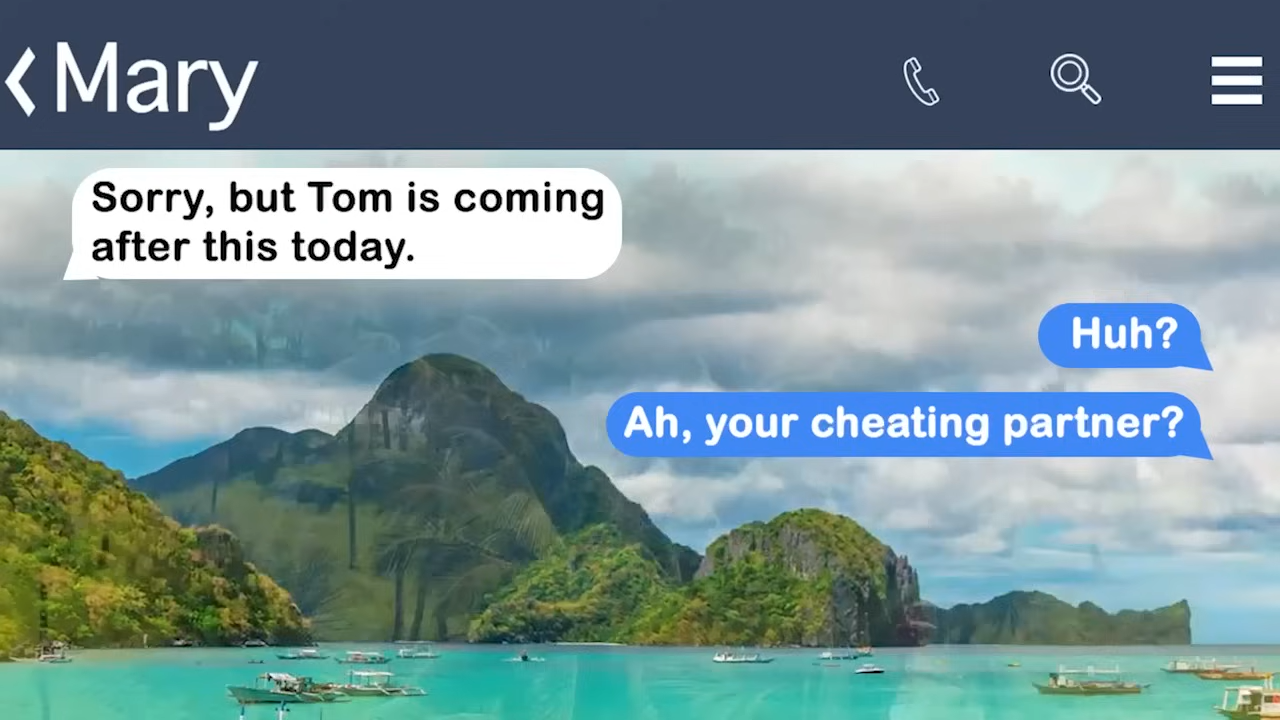 Mary
Sorry, but Tom is coming
after this today.
Huh?
Ah, your cheating partner?